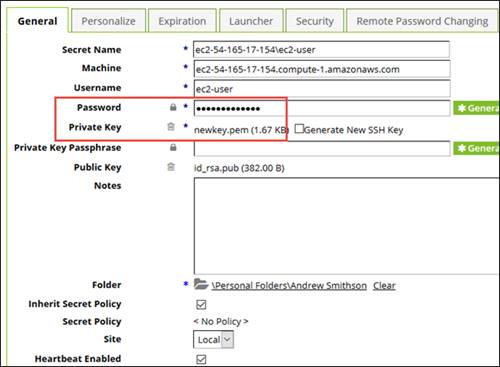 General Personalize Expiration Launcher Security Remote Password Changing
Secret Name * ec2-54-165-17-154\ec2-user
Machine * ec2-54-165-17-154.compute-1.amazonaws.com
Username * ec2-user
Password * ••••••••••••• Genera
Private Key * newkey.pem (1.67 KB) Generate New SSH Key
Private Key Passphrase Genera
Public Key id_rsa.pub (382.00 B)
Notes
Folder * \Personal Folders\Andrew Smithson Clear
Inherit Secret Policy
Secret Policy < No Policy >
Site Local
Heartbeat Enabled